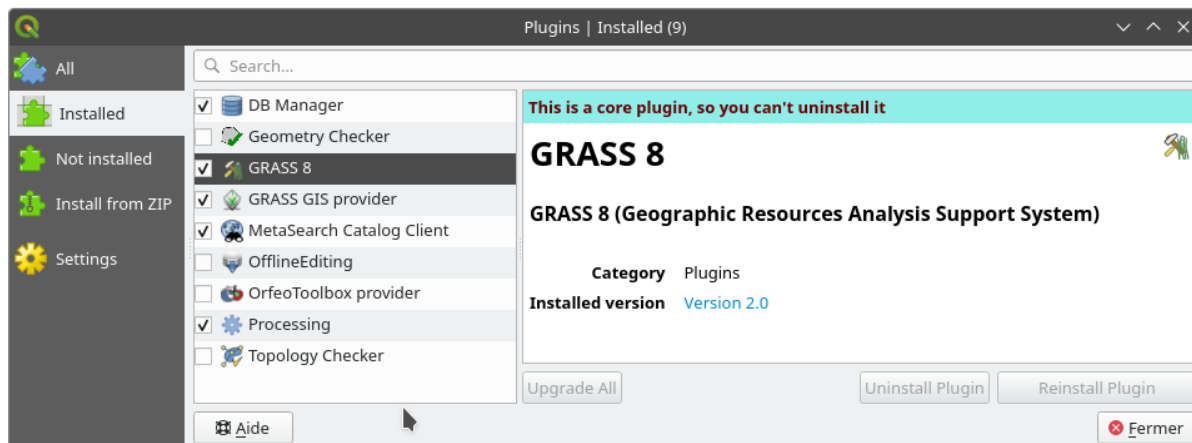 Plugins | Installed (9)
All
Installed
Not installed
Install from ZIP
Settings
Search...
DB Manager
Geometry Checker
GRASS 8
GRASS GIS provider
MetaSearch Catalog Client
OfflineEditing
OrfeoToolbox provider
Processing
Topology Checker
This is a core plugin, so you can't uninstall it
GRASS 8
GRASS 8 (Geographic Resources Analysis Support System)
Category Plugins
Installed version Version 2.0
Upgrade All Uninstall Plugin Reinstall Plugin
Aide Fermer